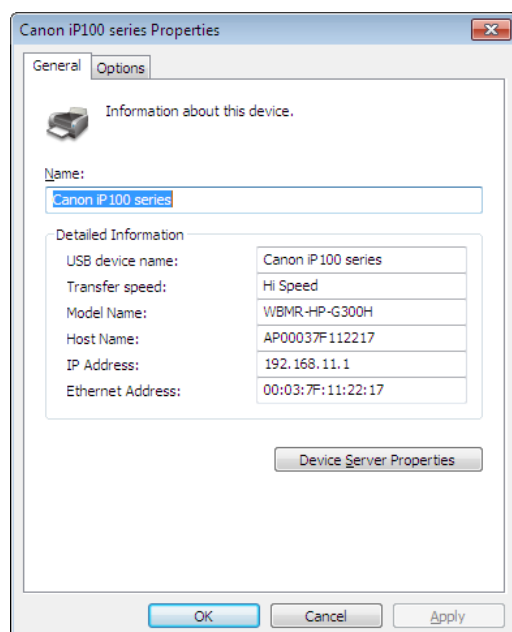 Canon iP100 series Properties
General Options
Information about this device.
Name:
Canon iP100 series
Detailed Information
USB device name: Canon iP100 series
Transfer speed: Hi Speed
Model Name: WBMR-HP-G300H
Host Name: AP00037F112217
IP Address: 192.168.11.1
Ethernet Address: 00:03:7F:11:22:17
Device Server Properties
OK Cancel Apply